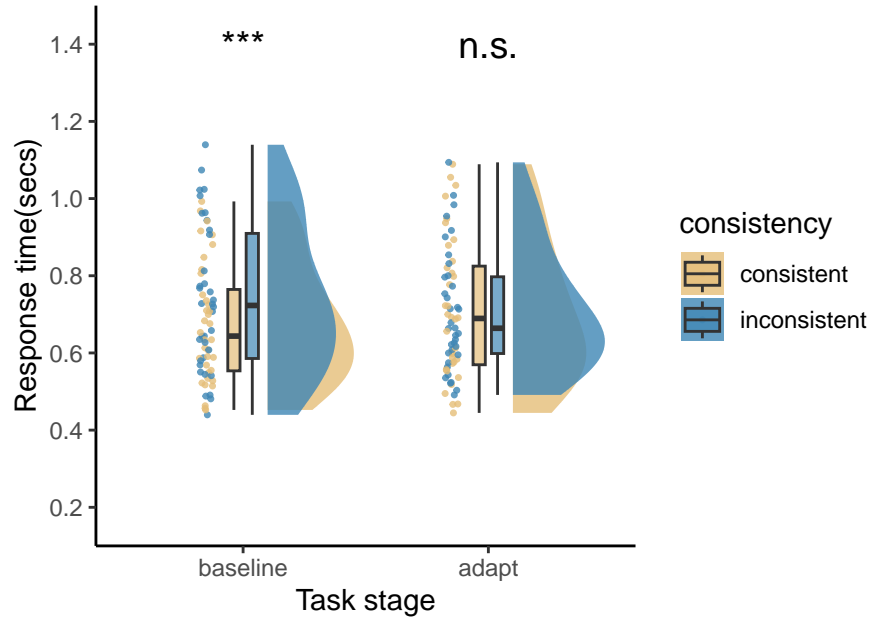 *** n.s.
1.4
1.2
1.0
0.8
0.6
0.4
0.2
Response time(secs)
baseline adapt
Task stage
consistency
consistent
inconsistent